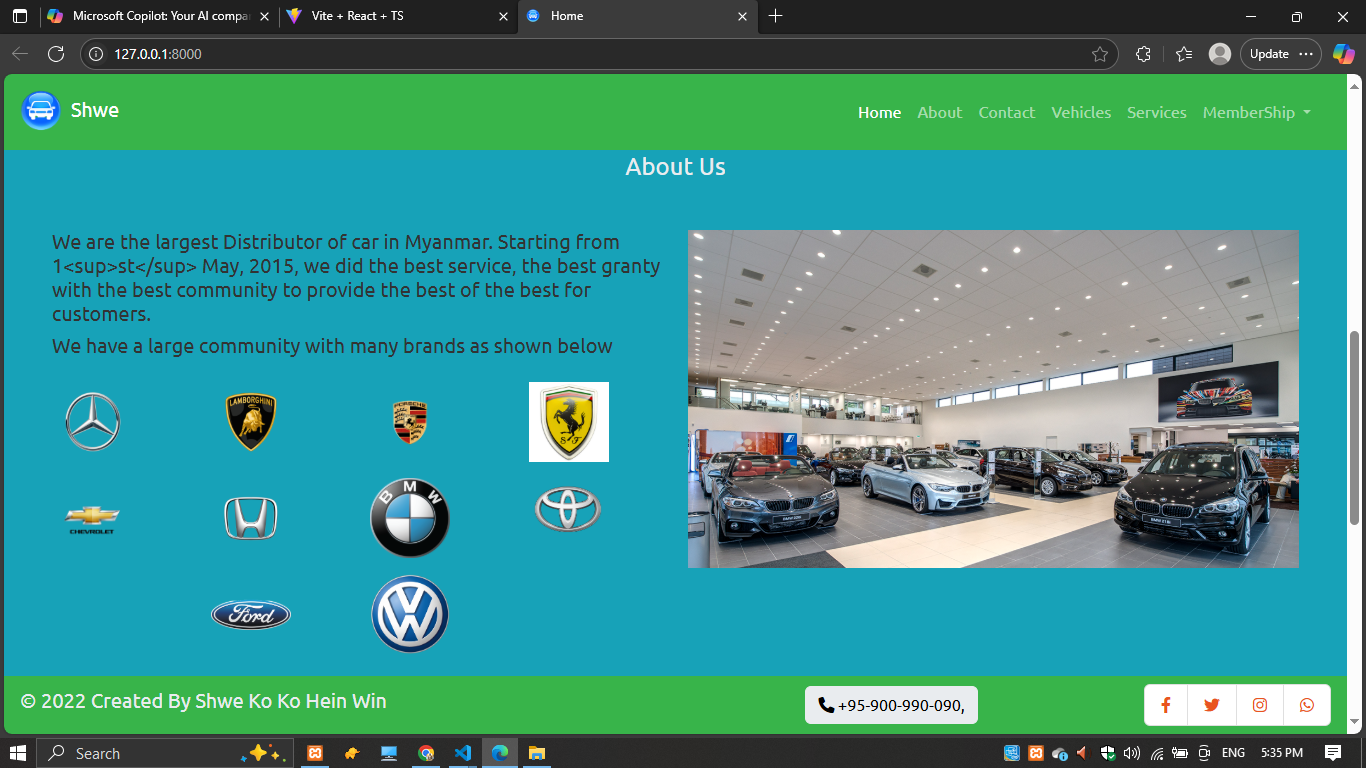 Microsoft Copilot: Your AI compa
Vite + React + TS
Home
127.0.0.1:8000
Update
Shwe
Home
About
Contact
Vehicles
Services
MemberShip
About Us
We are the largest Distributor of car in Myanmar. Starting from
1<sup>st</sup> May, 2015, we did the best service, the best granty
with the best community to provide the best of the best for
customers.
We have a large community with many brands as shown below
LAMBORGHINI
PORSCHE
S F
CHEVROLET
BMW
Ford
© 2022 Created By Shwe Ko Ko Hein Win
+95-900-990-090,
Search
ENG
5:35 PM